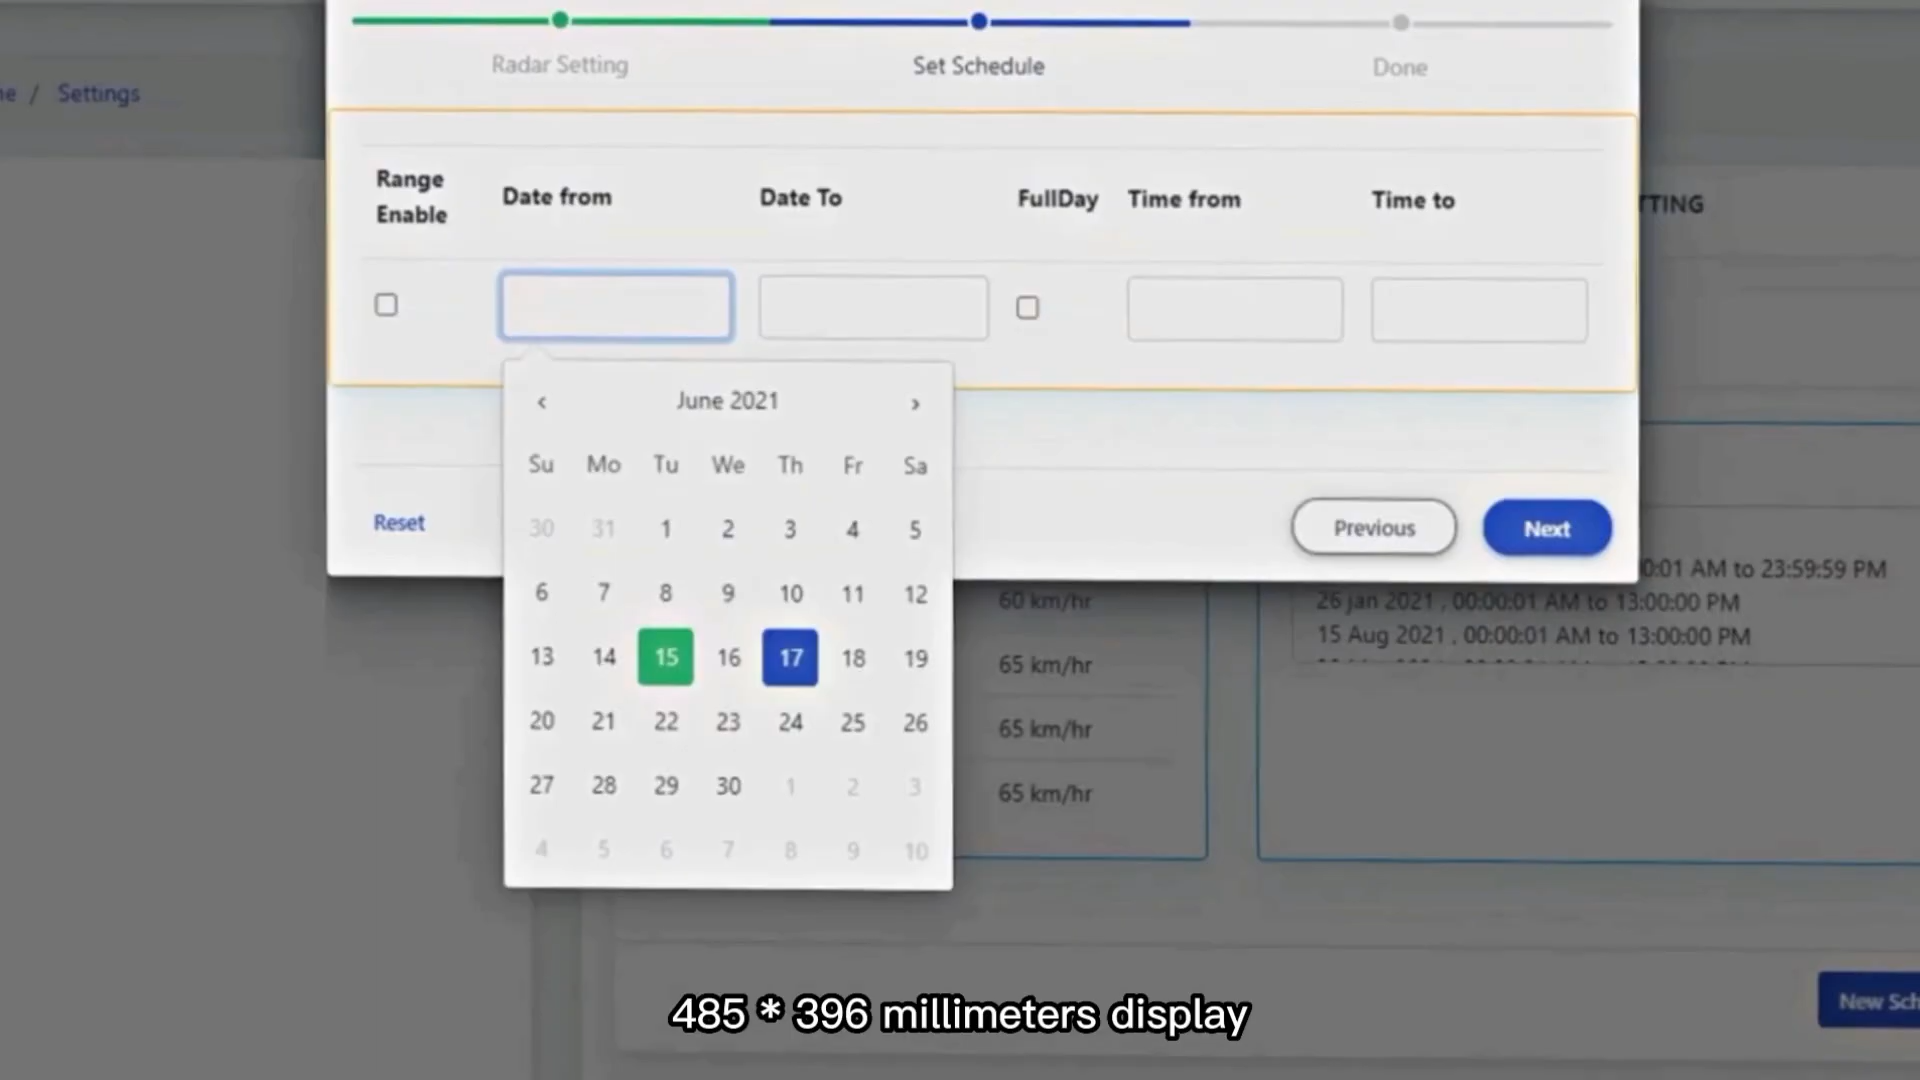 Radar Setting
Set Schedule
Done
/ Settings
Range
Enable
Date from
Date To
FullDay
Time from
Time to
TTING
June 2021
Su Mo Tu We Th Fr Sa
30 31 1 2 3 4 5
6 7 8 9 10 11 12
13 14 15 16 17 18 19
20 21 22 23 24 25 26
27 28 29 30 1 2 3
4 5 6 7 8 9 10
Reset
Previous
Next
0:01 AM to 23:59:59 PM
60 km/hr
26 jan 2021 , 00:00:01 AM to 13:00:00 PM
15 Aug 2021 , 00:00:01 AM to 13:00:00 PM
65 km/hr
65 km/hr
65 km/hr
New Sch
485 * 396 millimeters display